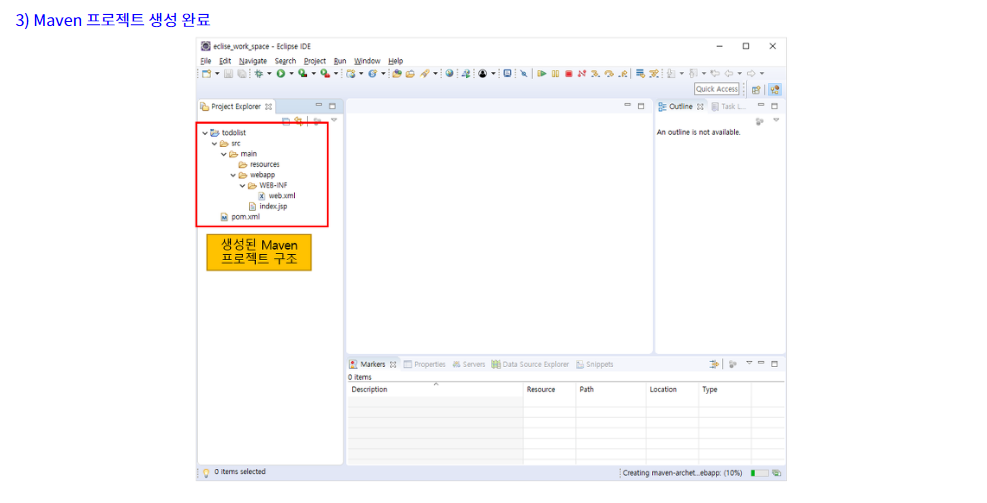 3) Maven 프로젝트 생성 완료
eclise_work_space - Eclipse IDE
File Edit Navigate Search Project Run Window Help
Quick Access
Project Explorer
Outline
Task L...
todolist
An outline is not available.
src
main
resources
webapp
WEB-INF
web.xml
index.jsp
pom.xml
생성된 Maven
프로젝트 구조
Markers Properties Servers Data Source Explorer Snippets
0 items
Description Resource Path Location Type
0 items selected
Creating maven-archet...ebapp: (10%)